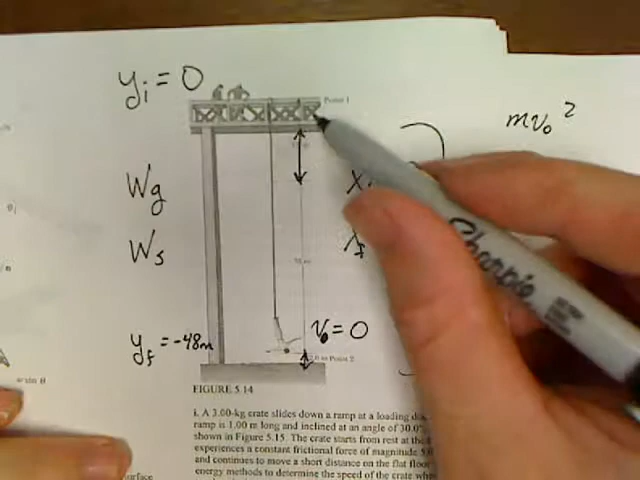 yᵢ = 0
Point 1
mv₀²
Wg
Ws
Sharpie
v₀ = 0
yf = -48m
Point 2
FIGURE 5.14
i. A 3.00-kg crate slides down a ramp at a loading
ramp is 1.00 m long and inclined at an angle of 30.0°
shown in Figure 5.15. The crate starts from rest at the
experiences a constant frictional force of magnitude
and continues to move a short distance on the flat floor
energy methods to determine the speed of the crate